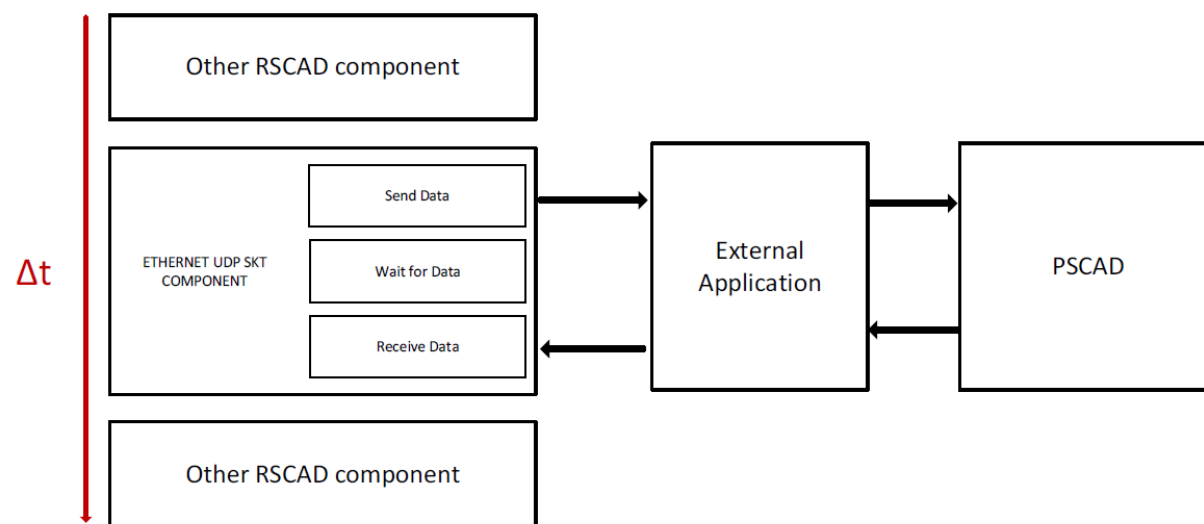 Other RSCAD component
Δt
ETHERNET UDP SKT
COMPONENT
Send Data
Wait for Data
Receive Data
External
Application
PSCAD
Other RSCAD component